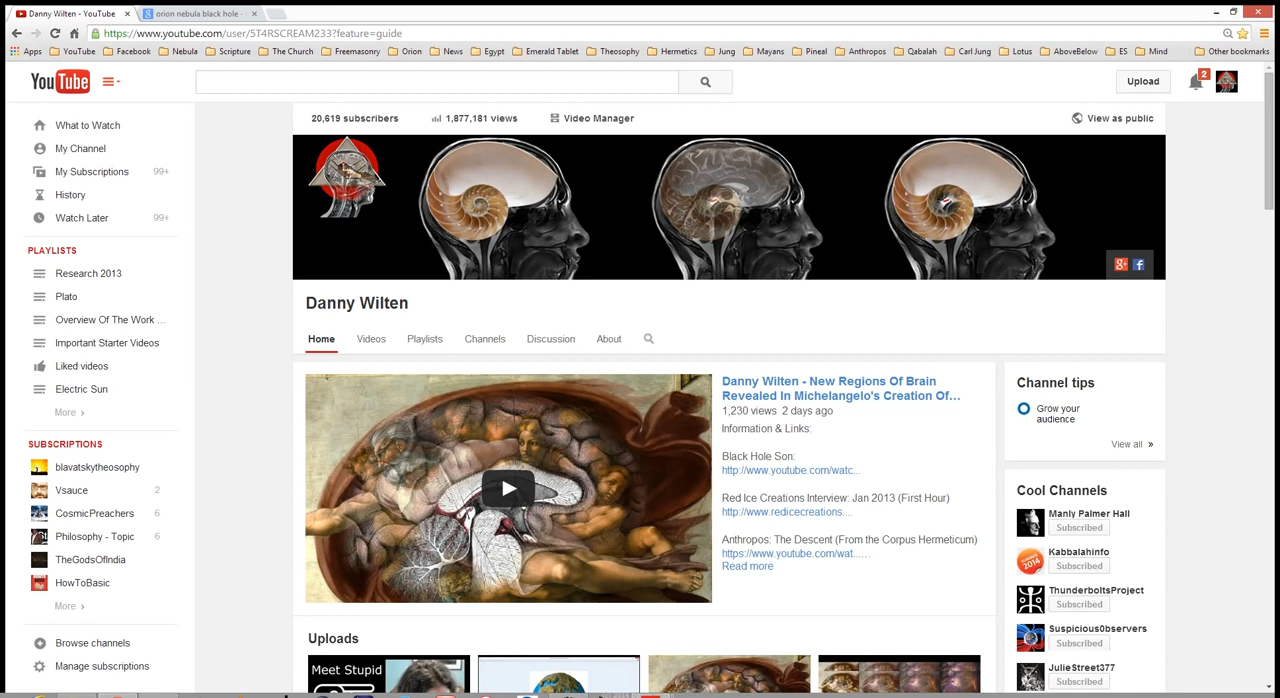 Danny Wilten - YouTube
orion nebula black hole -
https://www.youtube.com/user/5T4RSCREAM233?feature=guide
Apps YouTube Facebook Nebula Scripture The Church Freemasonry Orion News Egypt Emerald Tablet Theosophy Hermetics Jung Mayans Pineal Anthropos Qabalah Carl Jung Lotus AboveBelow ES Mind Other bookmarks
YouTube
Upload
2
What to Watch
My Channel
My Subscriptions 99+
History
Watch Later 99+
PLAYLISTS
Research 2013
Plato
Overview Of The Work ...
Important Starter Videos
Liked videos
Electric Sun
More ›
SUBSCRIPTIONS
blavatskytheosophy
Vsauce 2
CosmicPreachers 6
Philosophy - Topic 6
TheGodsOfIndia
HowToBasic
More ›
Browse channels
Manage subscriptions
20,619 subscribers 1,877,181 views Video Manager View as public
Danny Wilten
Home Videos Playlists Channels Discussion About
Danny Wilten - New Regions Of Brain
Revealed In Michelangelo's Creation Of…
1,230 views 2 days ago
Information & Links:
Black Hole Son:
http://www.youtube.com/watc...
Red Ice Creations Interview: Jan 2013 (First Hour)
http://www.redicecreations....
Anthropos: The Descent (From the Corpus Hermeticum)
https://www.youtube.com/wat......
Read more
Uploads
Meet Stupid
Channel tips
Grow your
audience
View all »
Cool Channels
Manly Palmer Hall
Subscribed
Kabbalahinfo
Subscribed
ThunderboltsProject
Subscribed
Suspicious0bservers
Subscribed
JulieStreet377
Subscribed